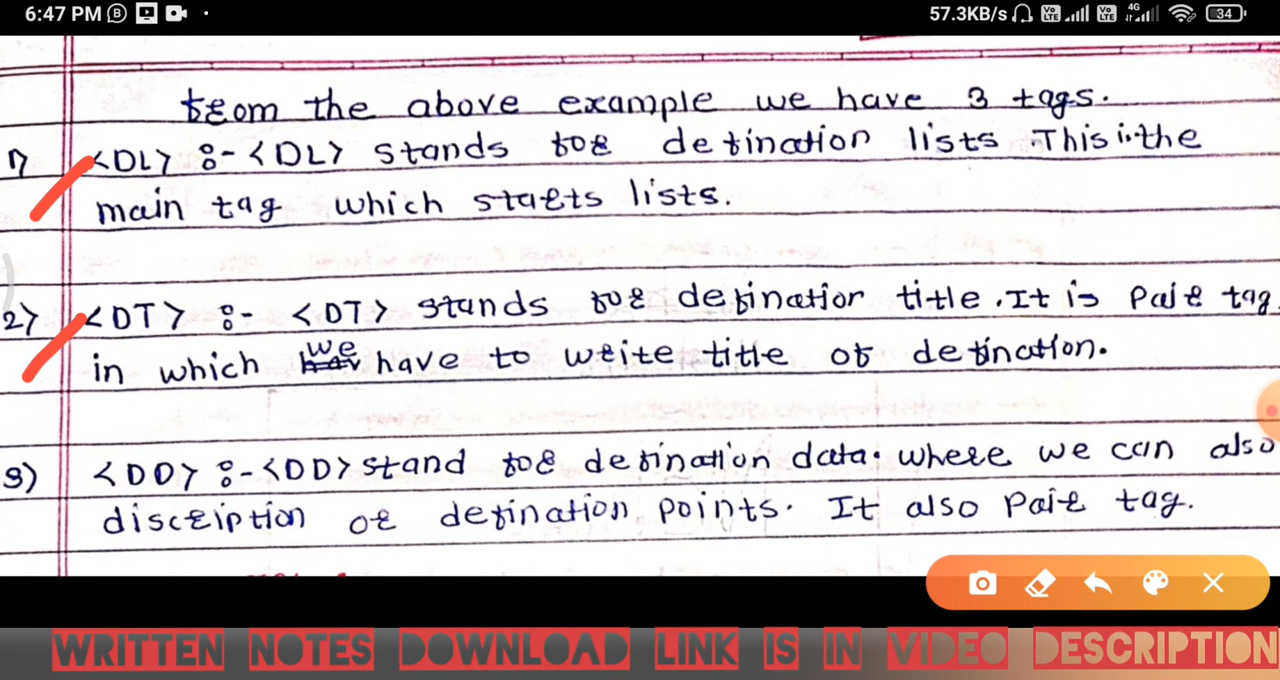 6:47 PM
57.3KB/s
4G
34
from the above example we have 3 tags.
1) <DL> :- <DL> stands for defination lists. This is the
main tag which starts lists.
2) <DT> :- <DT> stands for defination title. It is pair tag
in which we have to write title of defination.
3) <DD> :- <DD> stand for defination data. where we can also
discription or defination points. It also pair tag.
WRITTEN NOTES DOWNLOAD LINK IS IN VIDEO DESCRIPTION